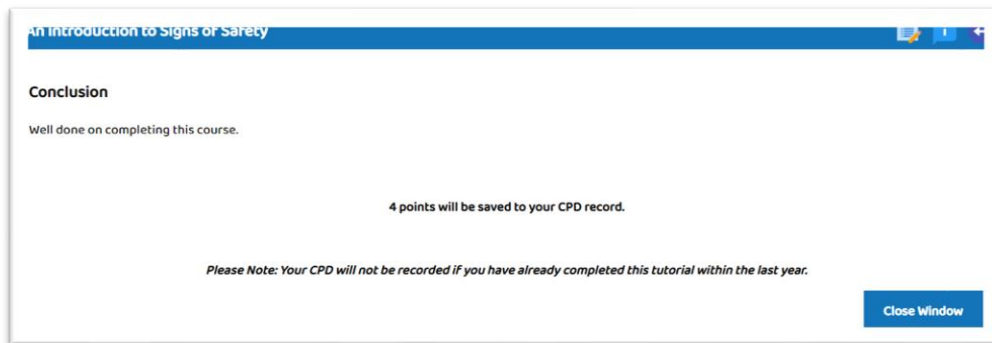 An Introduction to Signs of Safety
Conclusion
Well done on completing this course.
4 points will be saved to your CPD record.
Please Note: Your CPD will not be recorded if you have already completed this tutorial within the last year.
Close Window